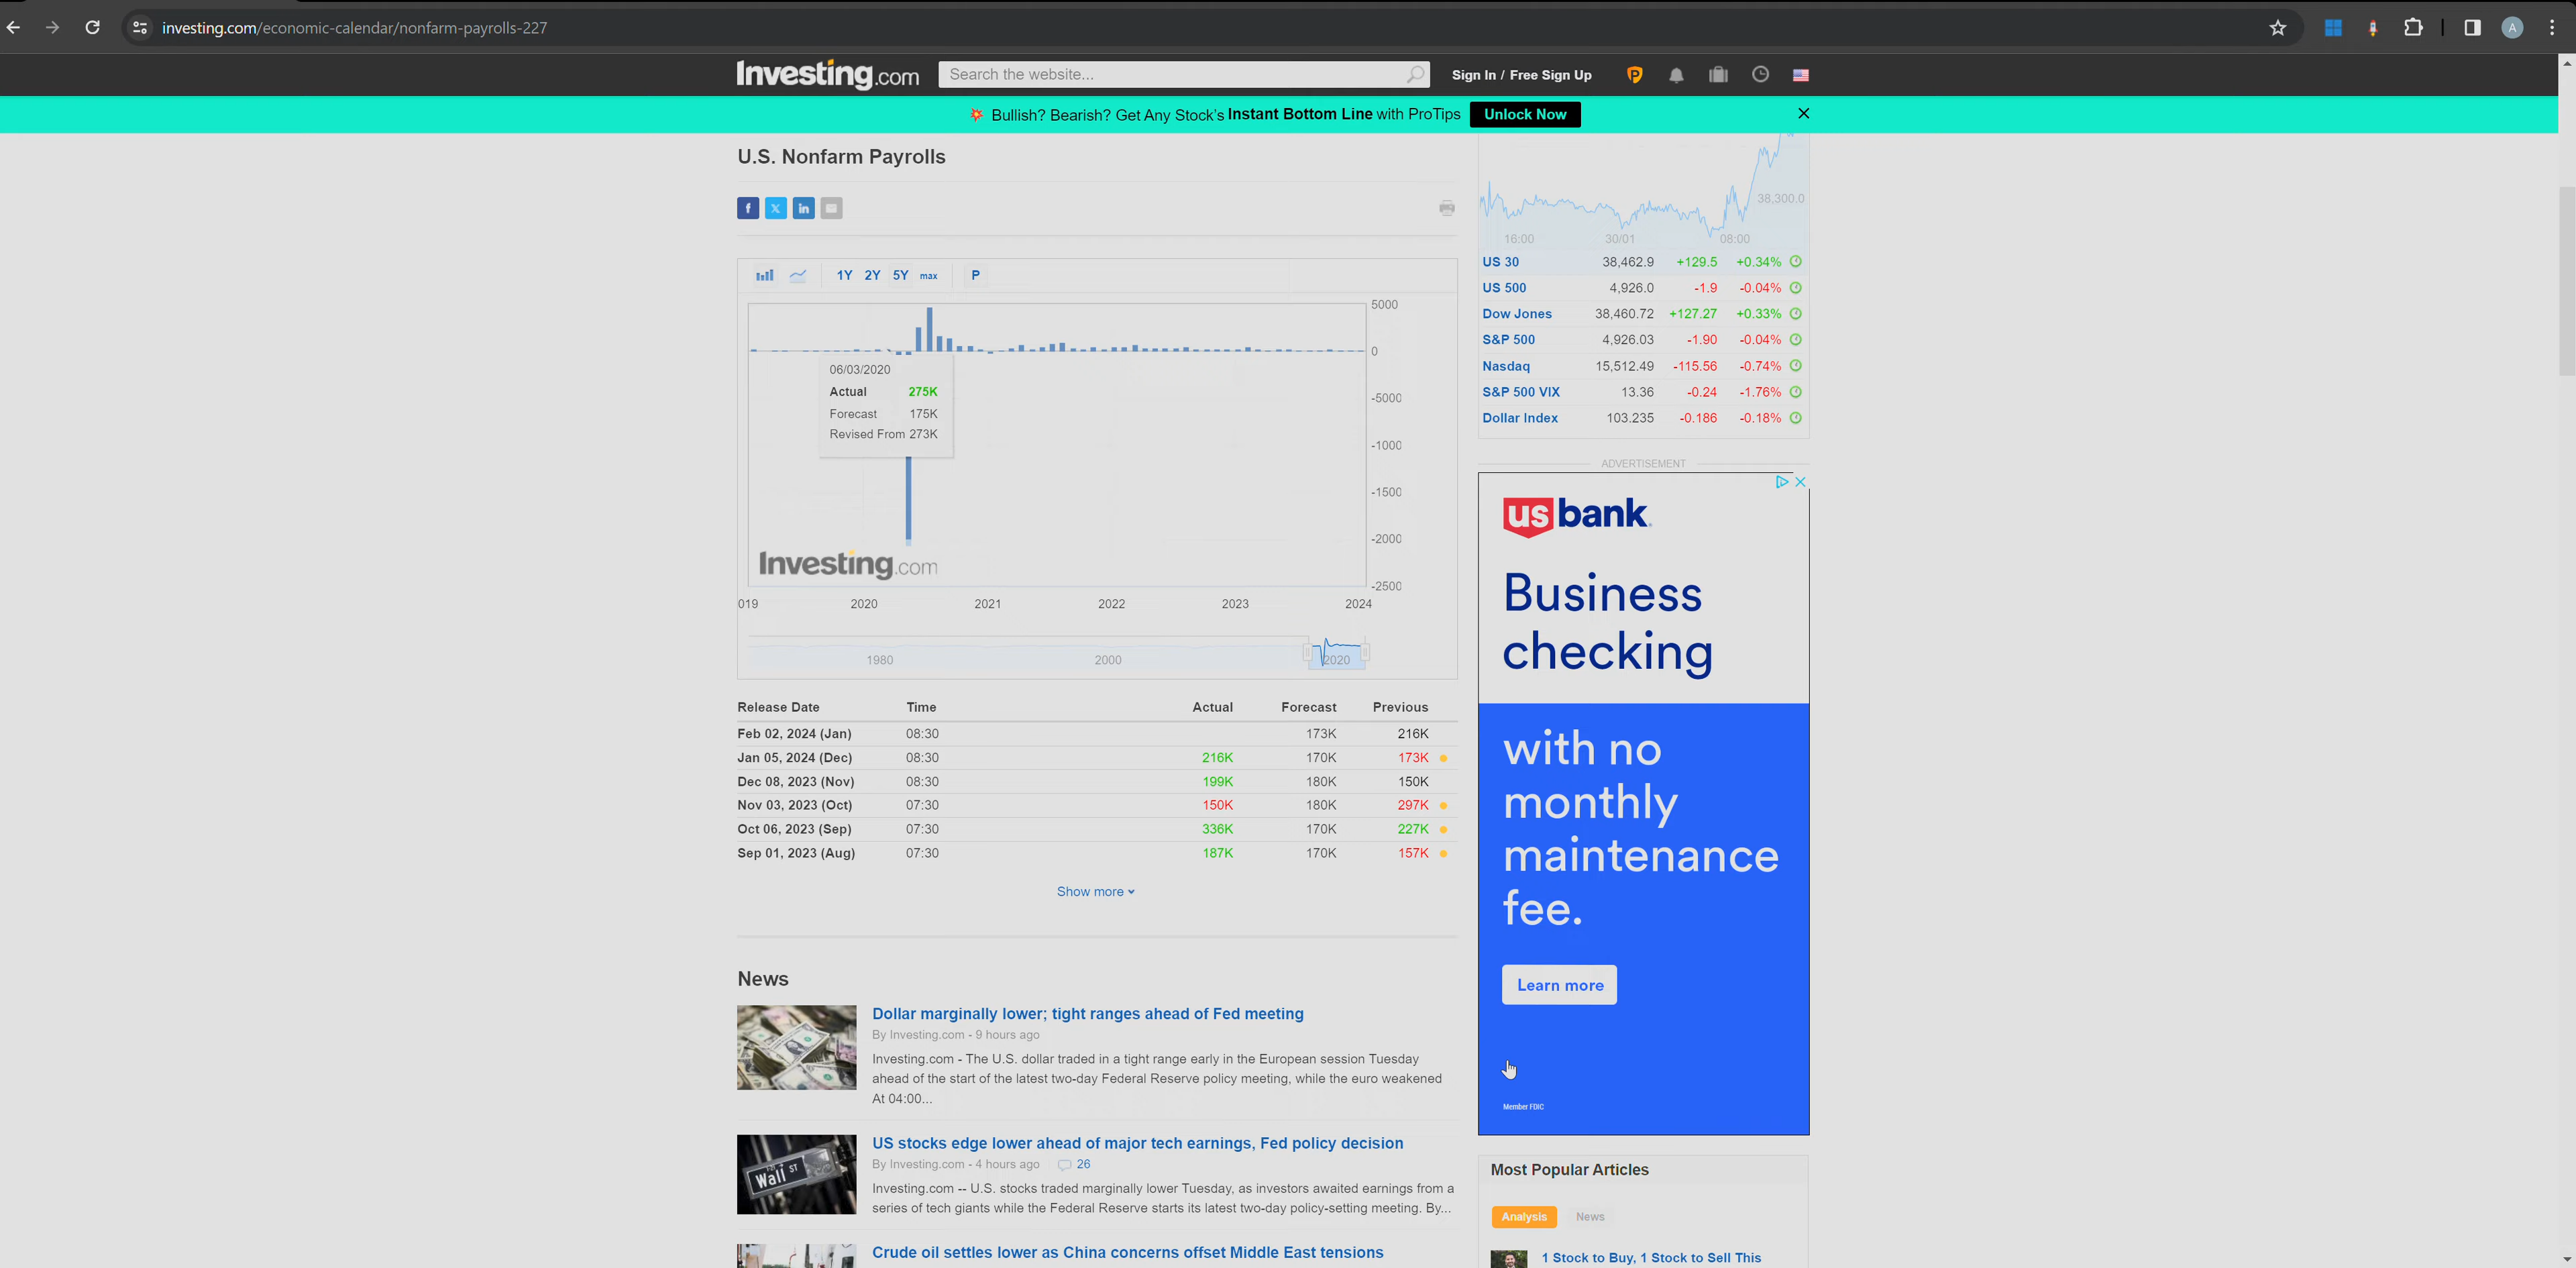 investing.com/economic-calendar/nonfarm-payrolls-227
A
Investing.com
Search the website...
Sign In / Free Sign Up
Bullish? Bearish? Get Any Stock's Instant Bottom Line with ProTips
Unlock Now
U.S. Nonfarm Payrolls
1Y 2Y 5Y max P
5000
0
-5000
-1000
-1500
-2000
-2500
06/03/2020
Actual 275K
Forecast 175K
Revised From 273K
Investing.com
019 2020 2021 2022 2023 2024
1980 2000 2020
Release Date Time Actual Forecast Previous
Feb 02, 2024 (Jan) 08:30 173K 216K
Jan 05, 2024 (Dec) 08:30 216K 170K 173K
Dec 08, 2023 (Nov) 08:30 199K 180K 150K
Nov 03, 2023 (Oct) 07:30 150K 180K 297K
Oct 06, 2023 (Sep) 07:30 336K 170K 227K
Sep 01, 2023 (Aug) 07:30 187K 170K 157K
Show more
News
Dollar marginally lower; tight ranges ahead of Fed meeting
By Investing.com - 9 hours ago
Investing.com - The U.S. dollar traded in a tight range early in the European session Tuesday
ahead of the start of the latest two-day Federal Reserve policy meeting, while the euro weakened
At 04:00...
Wall ST
US stocks edge lower ahead of major tech earnings, Fed policy decision
By Investing.com - 4 hours ago 26
Investing.com -- U.S. stocks traded marginally lower Tuesday, as investors awaited earnings from a
series of tech giants while the Federal Reserve starts its latest two-day policy-setting meeting. By...
Crude oil settles lower as China concerns offset Middle East tensions
38,300.0
16:00 30/01 08:00
US 30 38,462.9 +129.5 +0.34%
US 500 4,926.0 -1.9 -0.04%
Dow Jones 38,460.72 +127.27 +0.33%
S&P 500 4,926.03 -1.90 -0.04%
Nasdaq 15,512.49 -115.56 -0.74%
S&P 500 VIX 13.36 -0.24 -1.76%
Dollar Index 103.235 -0.186 -0.18%
ADVERTISEMENT
us bank
Business
checking
with no
monthly
maintenance
fee.
Learn more
Member FDIC
Most Popular Articles
Analysis News
1 Stock to Buy, 1 Stock to Sell This